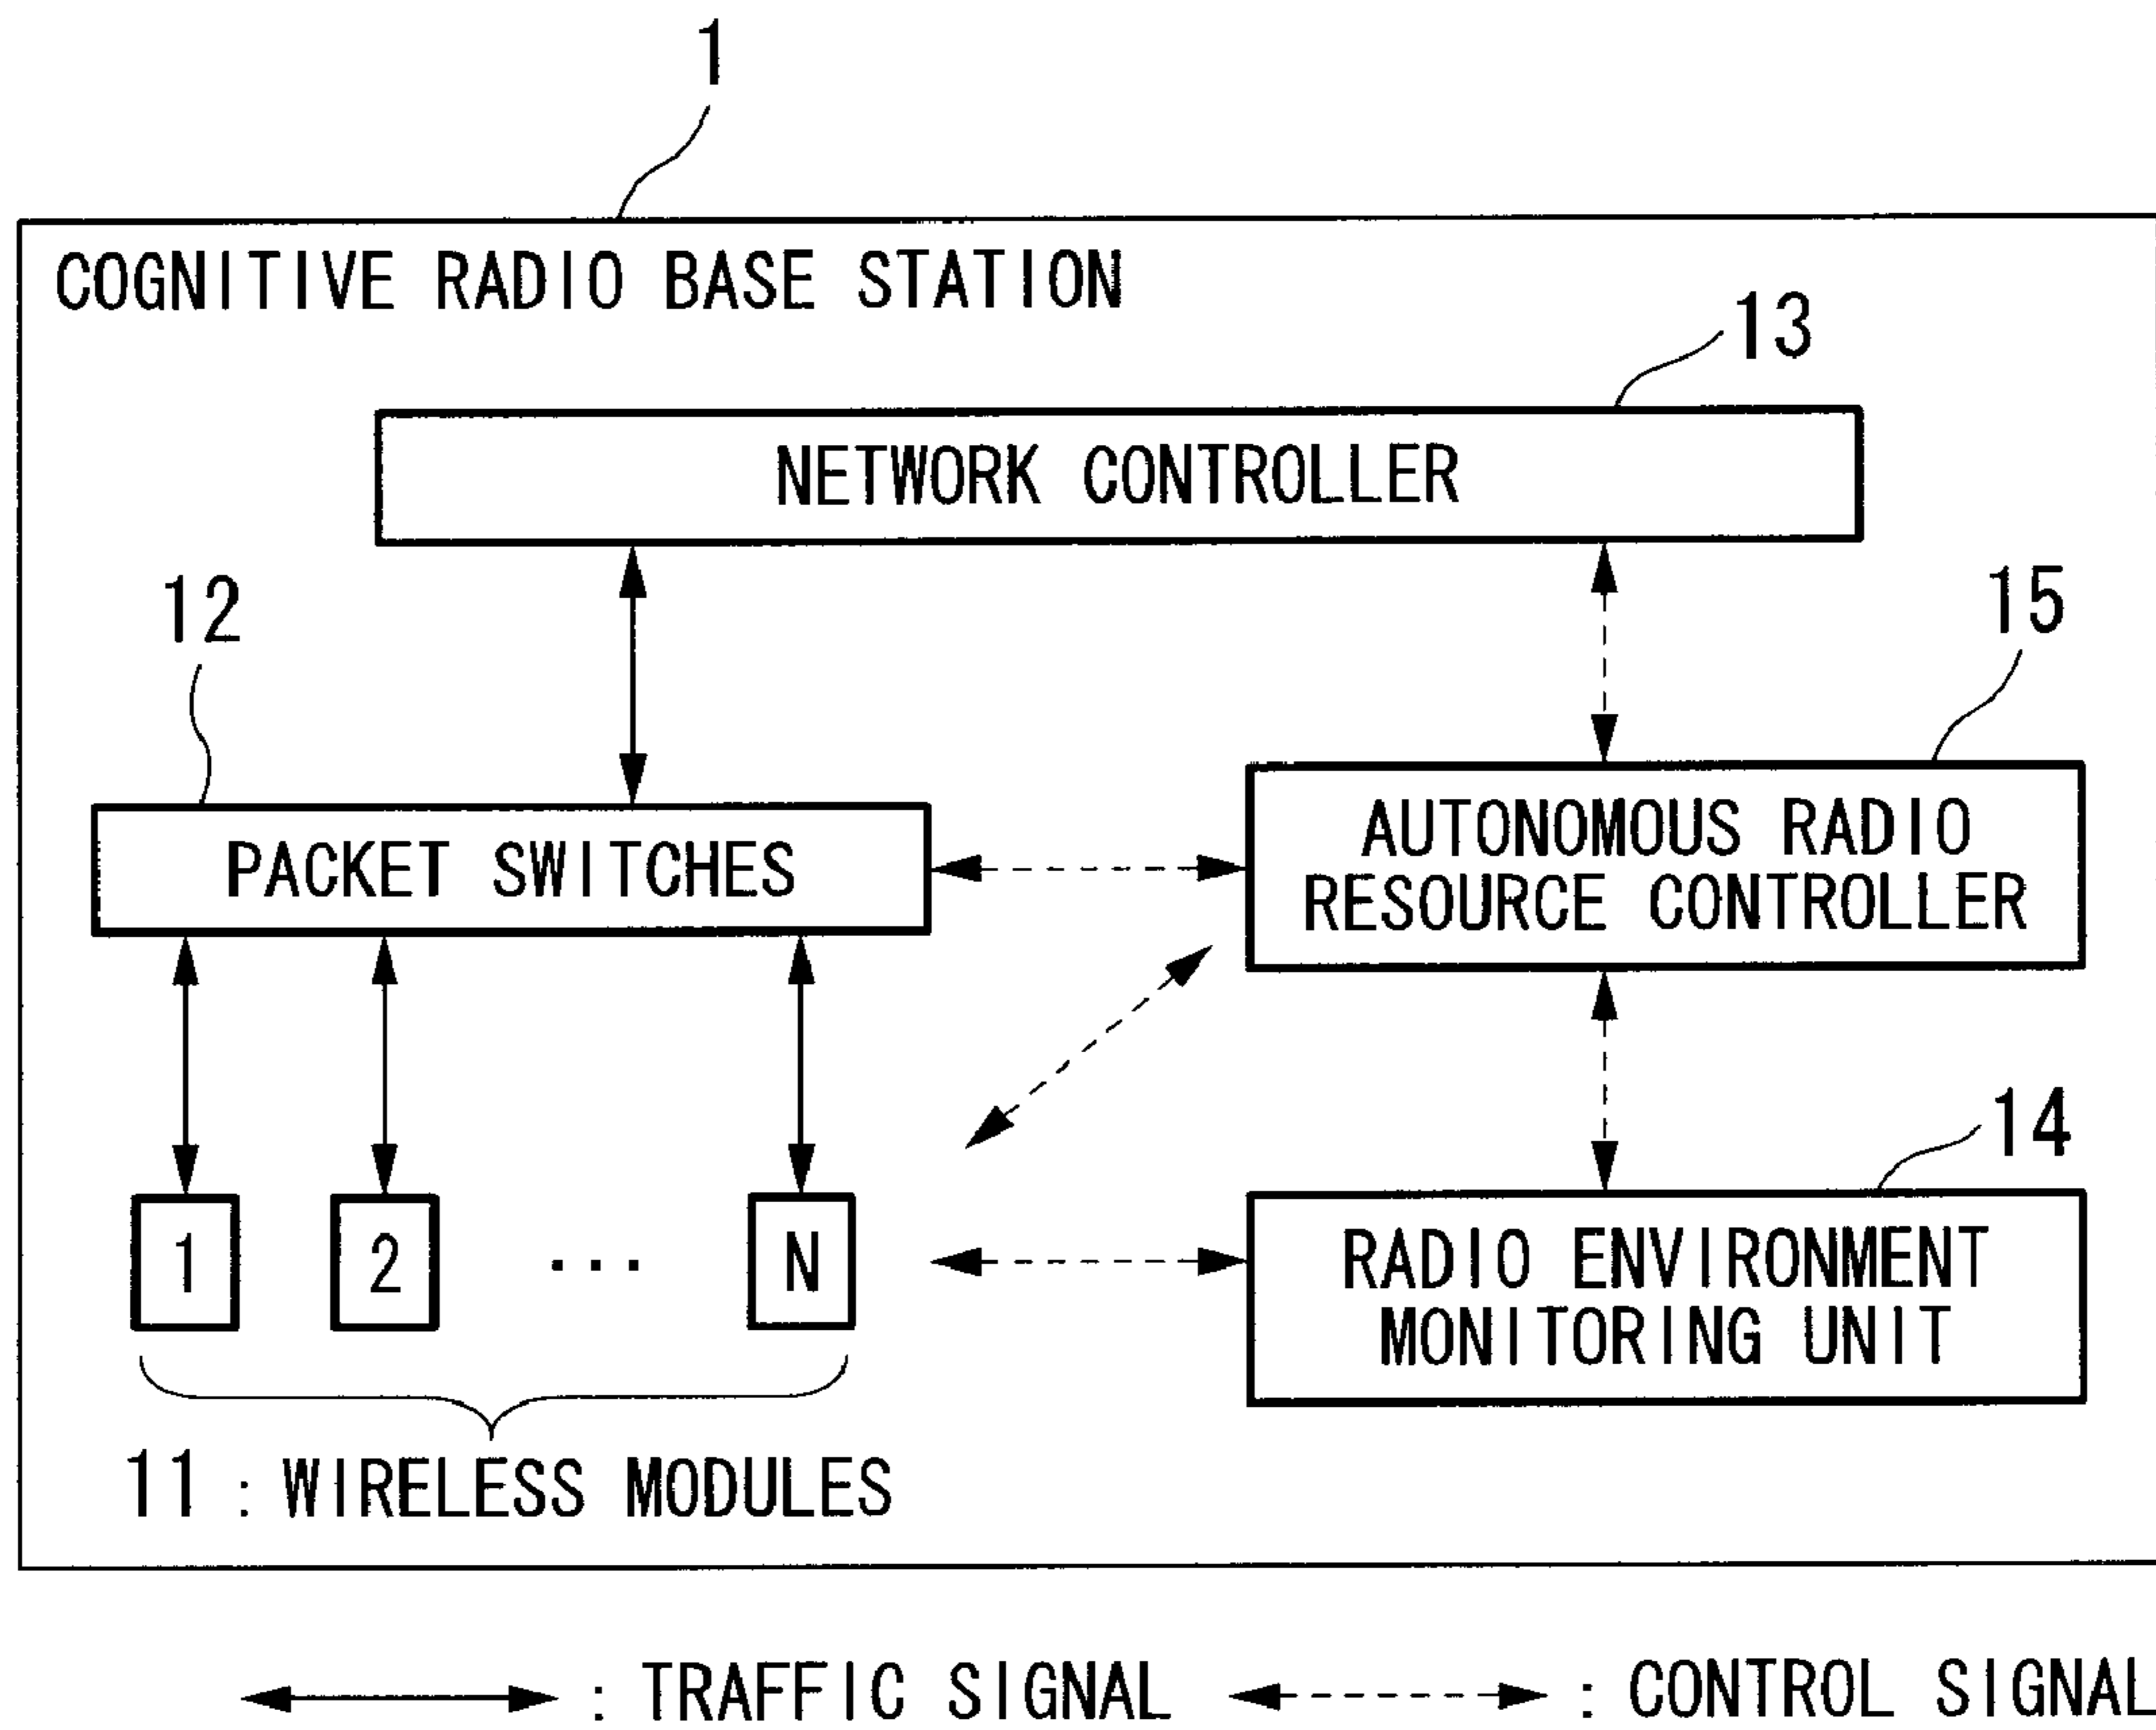 1
COGNITIVE RADIO BASE STATION
13
NETWORK CONTROLLER
12
15
PACKET SWITCHES
AUTONOMOUS RADIO
RESOURCE CONTROLLER
14
1 2 ... N
RADIO ENVIRONMENT
MONITORING UNIT
11 : WIRELESS MODULES
: TRAFFIC SIGNAL
: CONTROL SIGNAL